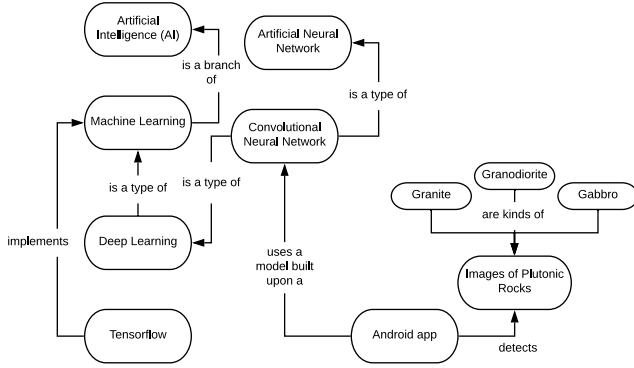 Artificial
Intelligence (AI)
Artificial Neural
Network
is a branch
of
is a type of
Machine Learning
Convolutional
Neural Network
is a type of
is a type of
Granodiorite
Granite
Gabbro
are kinds of
implements
Deep Learning
uses a
model built
upon a
Images of Plutonic
Rocks
Tensorflow
Android app
detects